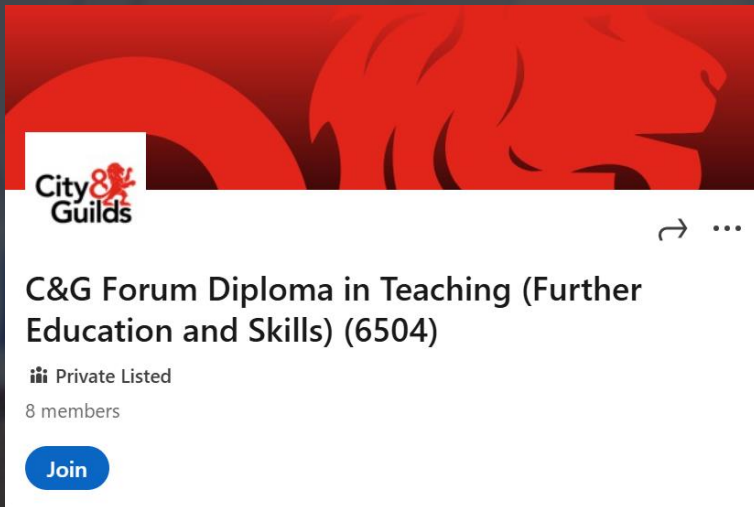 City&
Guilds
C&G Forum Diploma in Teaching (Further
Education and Skills) (6504)
Private Listed
8 members
Join